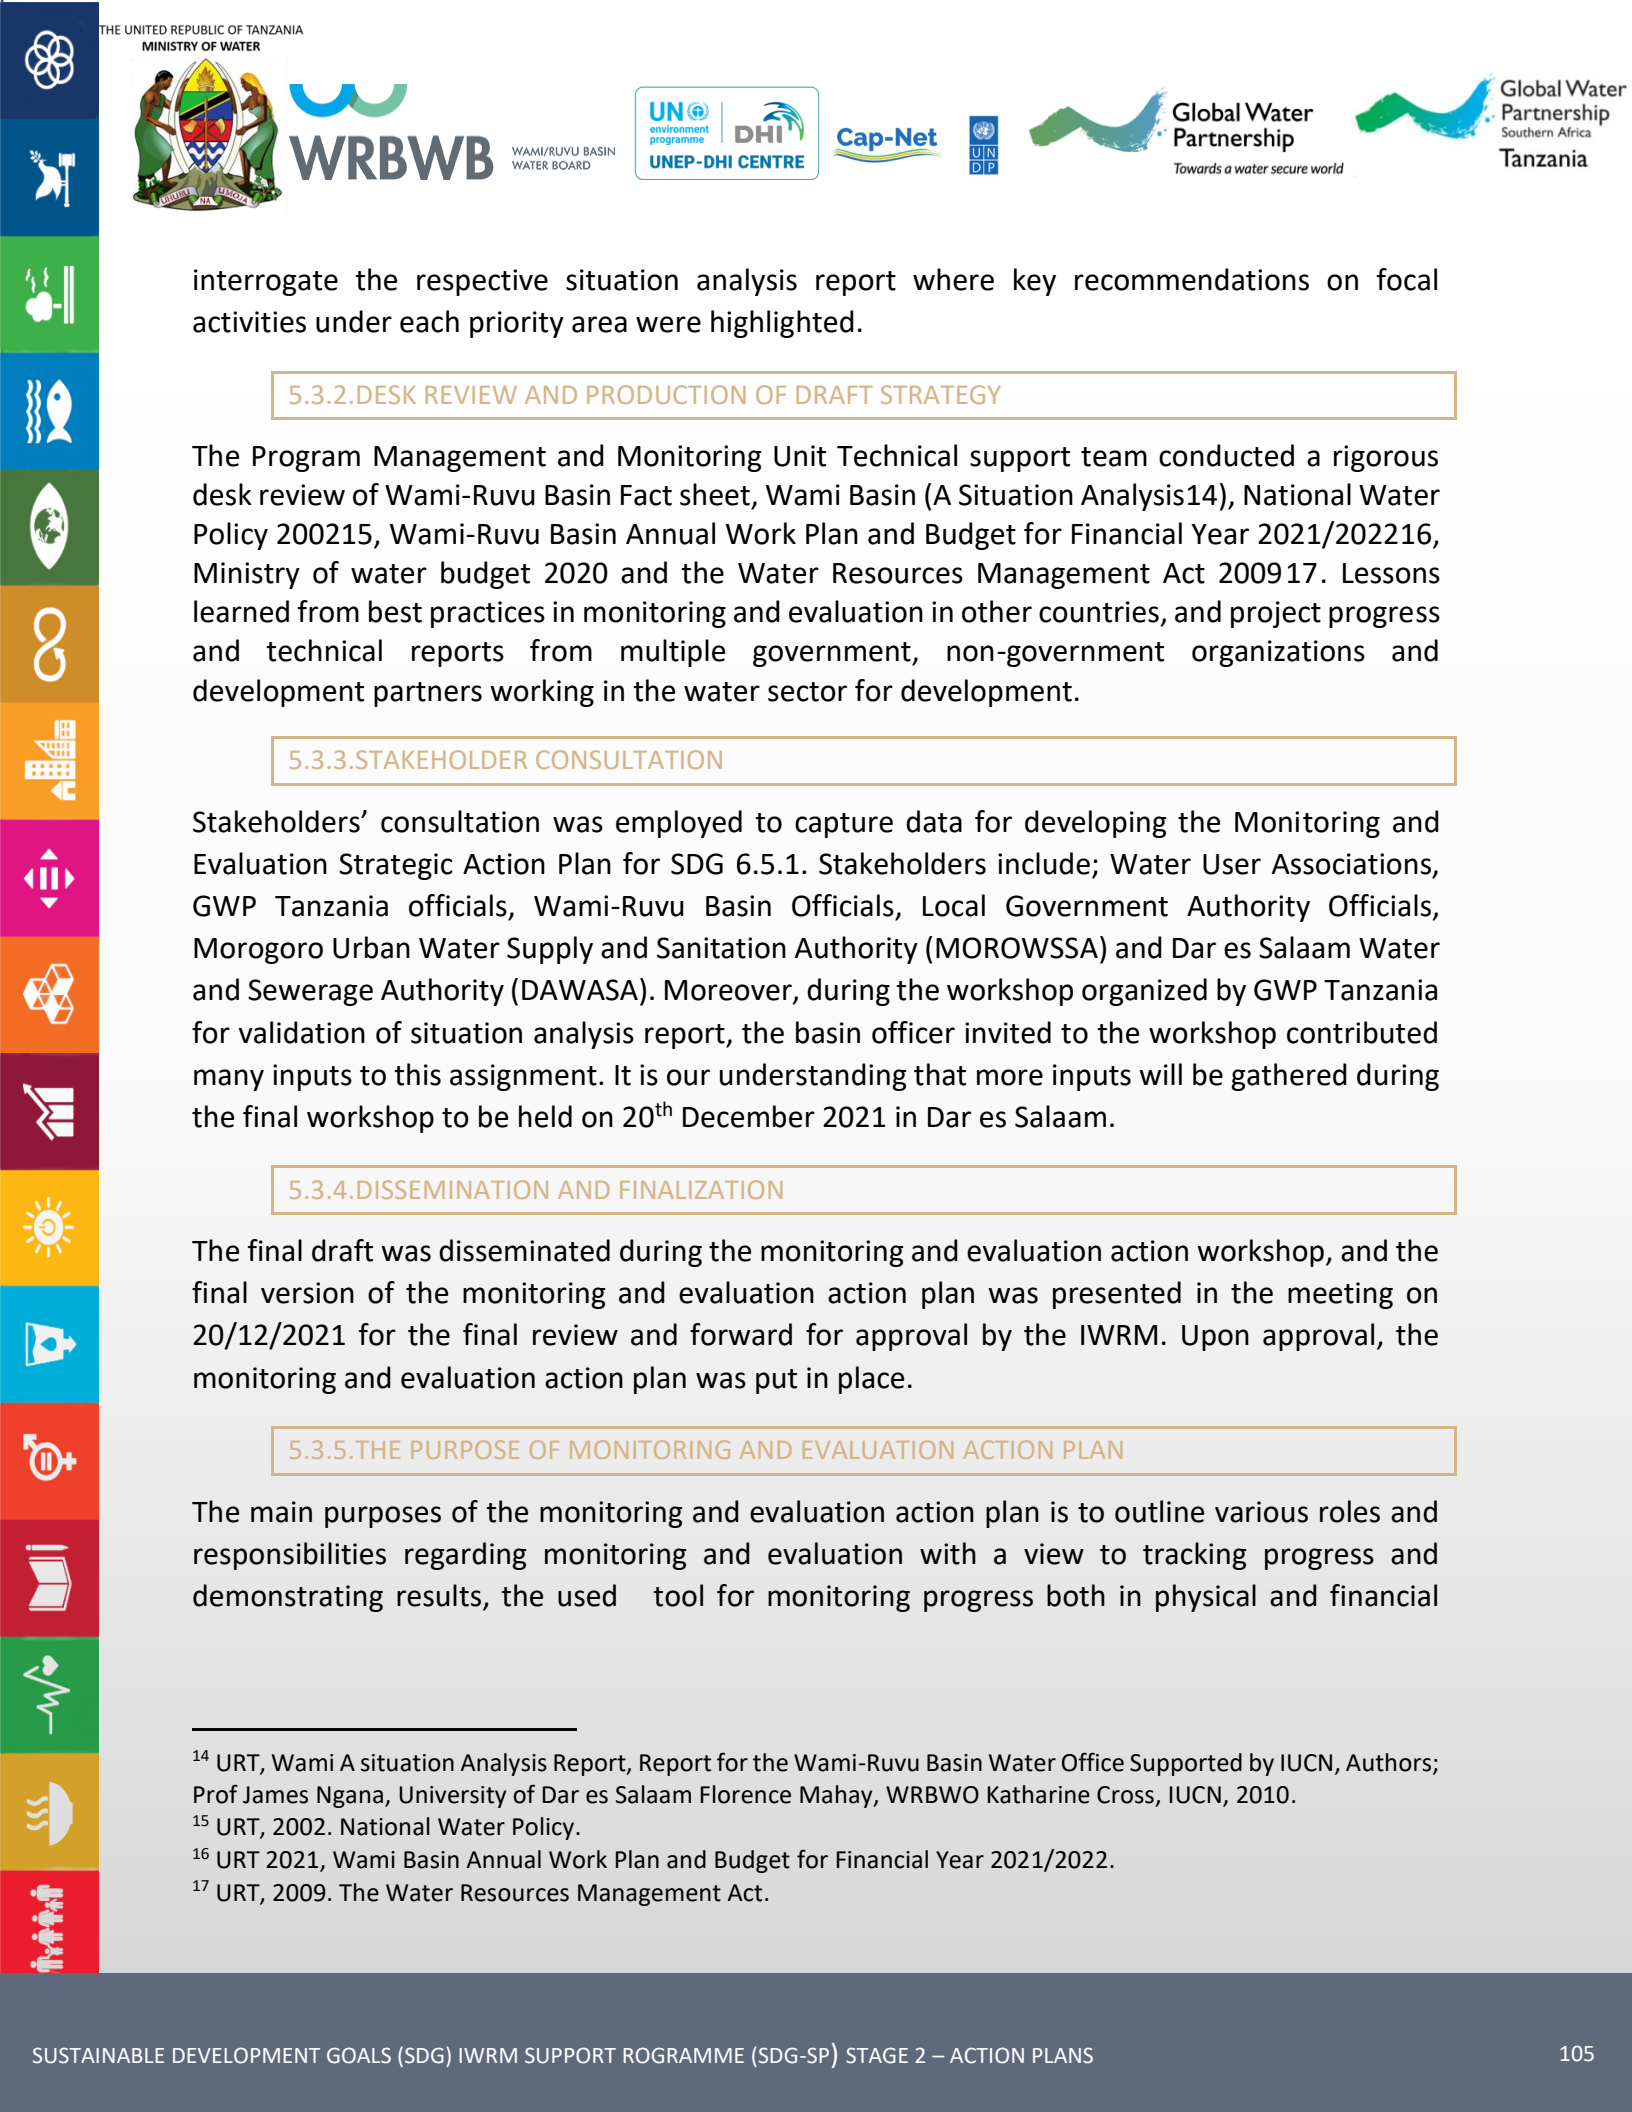 THE UNITED REPUBLIC OF TANZANIA
MINISTRY OF WATER
UHURU NA UMOJA
WRBWB
WAMI/RUVU BASIN
WATER BOARD
UN
environment
programme
DHI
UNEP-DHI CENTRE
Cap-Net
UN
DP
Global Water
Partnership
Towards a water secure world
Global Water
Partnership
Southern Africa
Tanzania
interrogate the respective situation analysis report where key recommendations on focal
activities under each priority area were highlighted.
5.3.2.DESK REVIEW AND PRODUCTION OF DRAFT STRATEGY
The Program Management and Monitoring Unit Technical support team conducted a rigorous
desk review of Wami-Ruvu Basin Fact sheet, Wami Basin (A Situation Analysis14), National Water
Policy 200215, Wami-Ruvu Basin Annual Work Plan and Budget for Financial Year 2021/202216,
Ministry of water budget 2020 and the Water Resources Management Act 200917. Lessons
learned from best practices in monitoring and evaluation in other countries, and project progress
and technical reports from multiple government, non-government organizations and
development partners working in the water sector for development.
5.3.3.STAKEHOLDER CONSULTATION
Stakeholders’ consultation was employed to capture data for developing the Monitoring and
Evaluation Strategic Action Plan for SDG 6.5.1. Stakeholders include; Water User Associations,
GWP Tanzania officials, Wami-Ruvu Basin Officials, Local Government Authority Officials,
Morogoro Urban Water Supply and Sanitation Authority (MOROWSSA) and Dar es Salaam Water
and Sewerage Authority (DAWASA). Moreover, during the workshop organized by GWP Tanzania
for validation of situation analysis report, the basin officer invited to the workshop contributed
many inputs to this assignment. It is our understanding that more inputs will be gathered during
the final workshop to be held on 20th December 2021 in Dar es Salaam.
5.3.4.DISSEMINATION AND FINALIZATION
The final draft was disseminated during the monitoring and evaluation action workshop, and the
final version of the monitoring and evaluation action plan was presented in the meeting on
20/12/2021 for the final review and forward for approval by the IWRM. Upon approval, the
monitoring and evaluation action plan was put in place.
5.3.5.THE PURPOSE OF MONITORING AND EVALUATION ACTION PLAN
The main purposes of the monitoring and evaluation action plan is to outline various roles and
responsibilities regarding monitoring and evaluation with a view to tracking progress and
demonstrating results, the used tool for monitoring progress both in physical and financial
14 URT, Wami A situation Analysis Report, Report for the Wami-Ruvu Basin Water Office Supported by IUCN, Authors;
Prof James Ngana, University of Dar es Salaam Florence Mahay, WRBWO Katharine Cross, IUCN, 2010.
15 URT, 2002. National Water Policy.
16 URT 2021, Wami Basin Annual Work Plan and Budget for Financial Year 2021/2022.
17 URT, 2009. The Water Resources Management Act.
SUSTAINABLE DEVELOPMENT GOALS (SDG) IWRM SUPPORT ROGRAMME (SDG-SP) STAGE 2 – ACTION PLANS
105